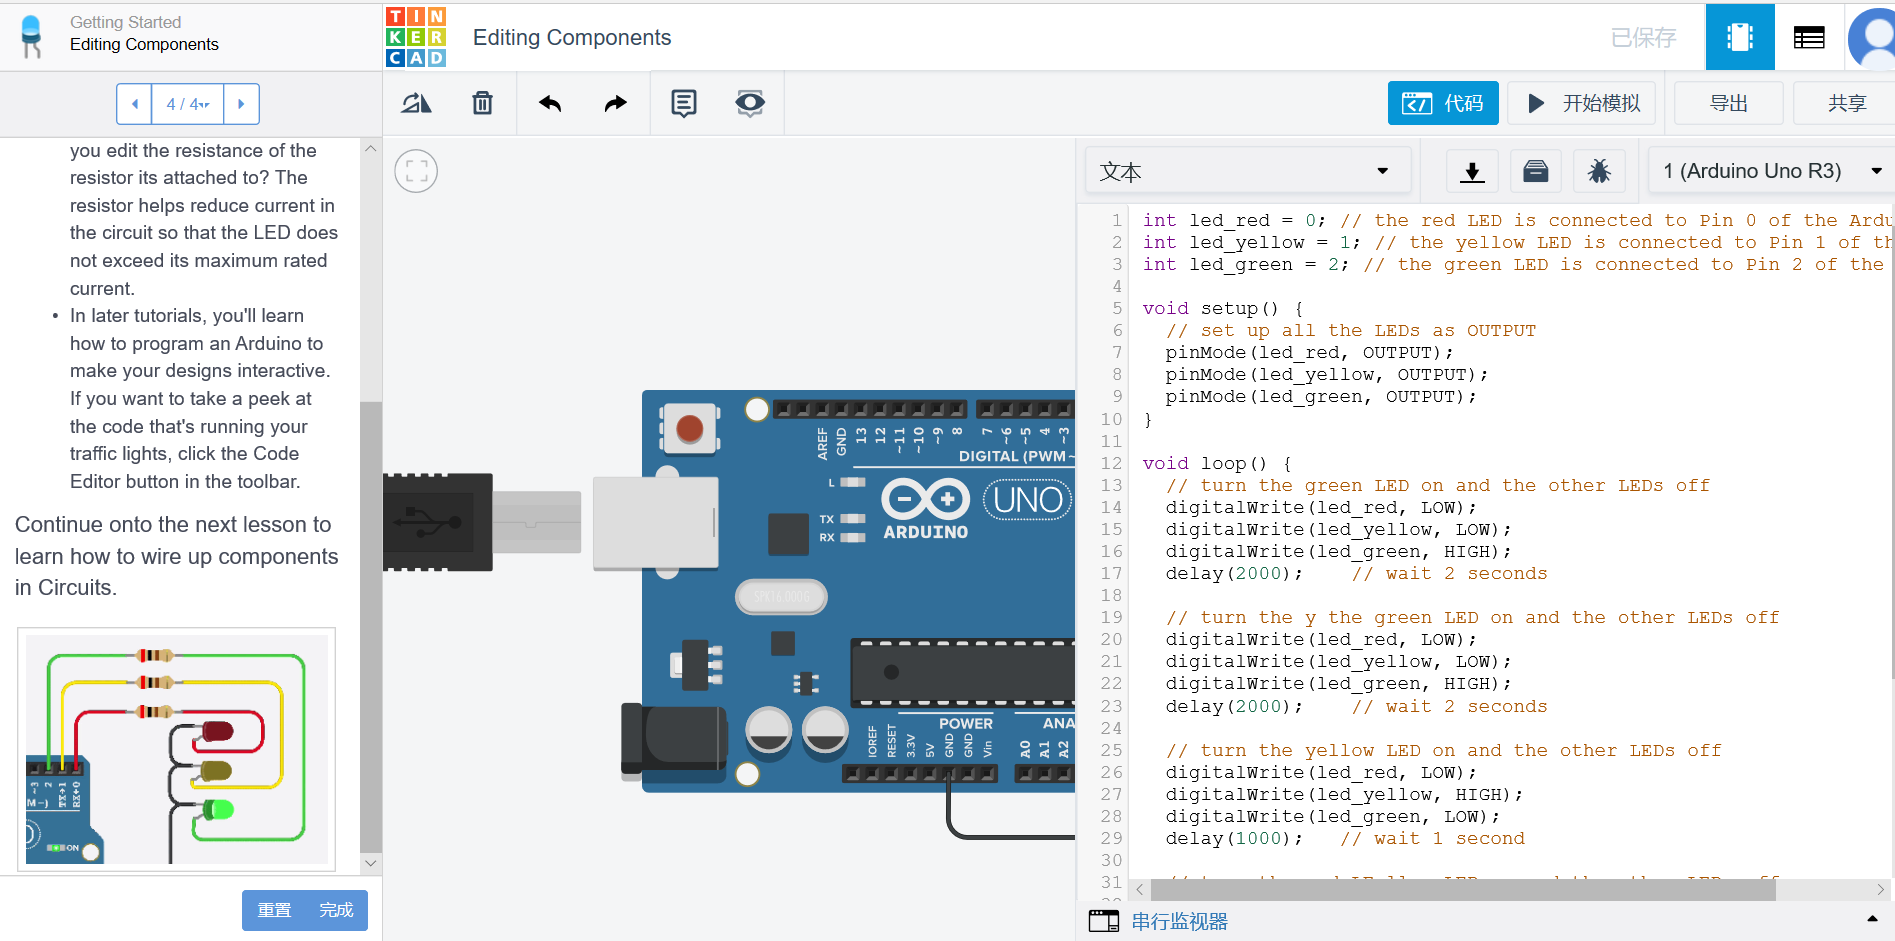 Getting Started
Editing Components
TIN
KER
CAD
Editing Components
已保存
4 / 4
代码
开始模拟
导出
共享
you edit the resistance of the
resistor its attached to? The
resistor helps reduce current in
the circuit so that the LED does
not exceed its maximum rated
current.
• In later tutorials, you'll learn
how to program an Arduino to
make your designs interactive.
If you want to take a peek at
the code that's running your
traffic lights, click the Code
Editor button in the toolbar.
Continue onto the next lesson to
learn how to wire up components
in Circuits.
~3
2
TX→1
RX←0
M~)
ON
重置
完成
AREF
GND
13
12
~11
~10
~9
8
7
~6
~5
4
~3
DIGITAL (PWM~
L
TX
RX
ARDUINO
UNO
SPK16.000G
POWER
ANA
IOREF
RESET
3.3V
5V
GND
GND
Vin
A0
A1
A2
文本
1 (Arduino Uno R3)
1 int led_red = 0; // the red LED is connected to Pin 0 of the Ardu
2 int led_yellow = 1; // the yellow LED is connected to Pin 1 of th
3 int led_green = 2; // the green LED is connected to Pin 2 of the
4
5 void setup() {
6 // set up all the LEDs as OUTPUT
7 pinMode(led_red, OUTPUT);
8 pinMode(led_yellow, OUTPUT);
9 pinMode(led_green, OUTPUT);
10 }
11
12 void loop() {
13 // turn the green LED on and the other LEDs off
14 digitalWrite(led_red, LOW);
15 digitalWrite(led_yellow, LOW);
16 digitalWrite(led_green, HIGH);
17 delay(2000); // wait 2 seconds
18
19 // turn the y the green LED on and the other LEDs off
20 digitalWrite(led_red, LOW);
21 digitalWrite(led_yellow, LOW);
22 digitalWrite(led_green, HIGH);
23 delay(2000); // wait 2 seconds
24
25 // turn the yellow LED on and the other LEDs off
26 digitalWrite(led_red, LOW);
27 digitalWrite(led_yellow, HIGH);
28 digitalWrite(led_green, LOW);
29 delay(1000); // wait 1 second
30
31
串行监视器